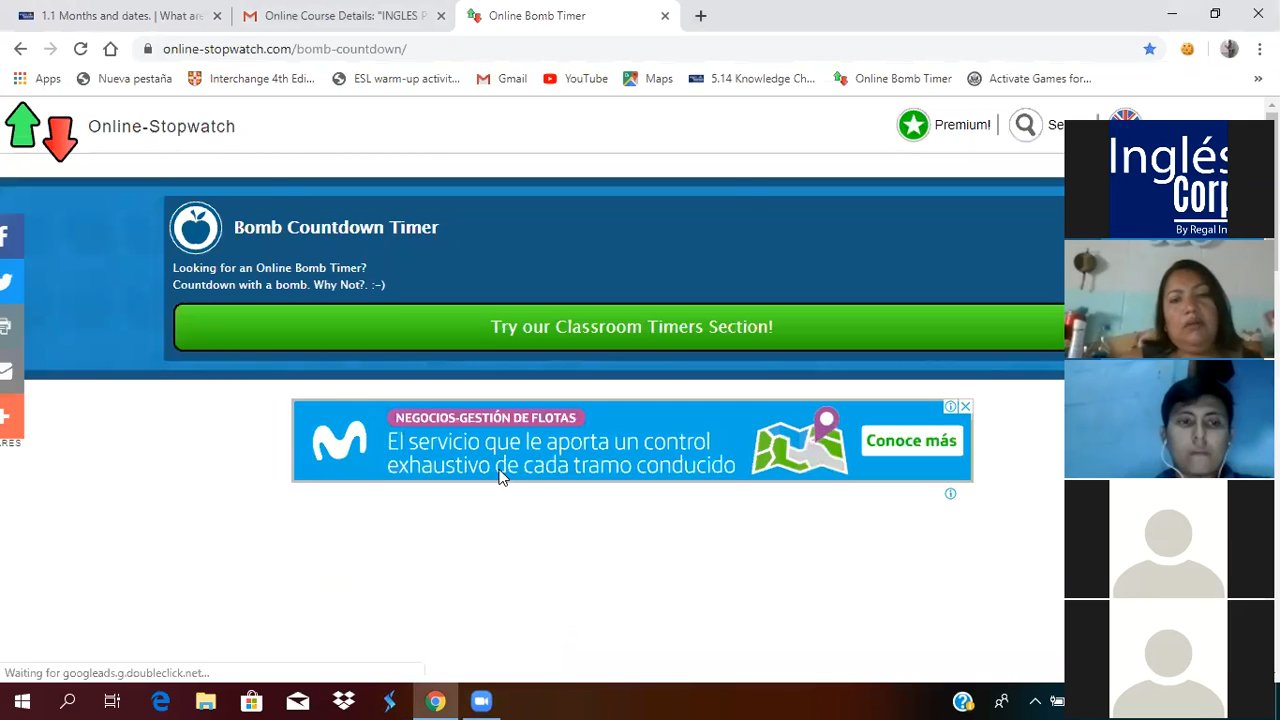 1.1 Months and dates. | What are
Online Course Details: "INGLES P
Online Bomb Timer
online-stopwatch.com/bomb-countdown/
Apps
Nueva pestaña
Interchange 4th Edi...
ESL warm-up activit...
Gmail
YouTube
Maps
5.14 Knowledge Ch...
Online Bomb Timer
Activate Games for...
Online-Stopwatch
Premium!
Se
Inglés
Corp
By Regal In
Bomb Countdown Timer
Looking for an Online Bomb Timer?
Countdown with a bomb. Why Not?. :-)
Try our Classroom Timers Section!
NEGOCIOS-GESTIÓN DE FLOTAS
El servicio que le aporta un control
exhaustivo de cada tramo conducido
Conoce más
Waiting for googleads.g.doubleclick.net...